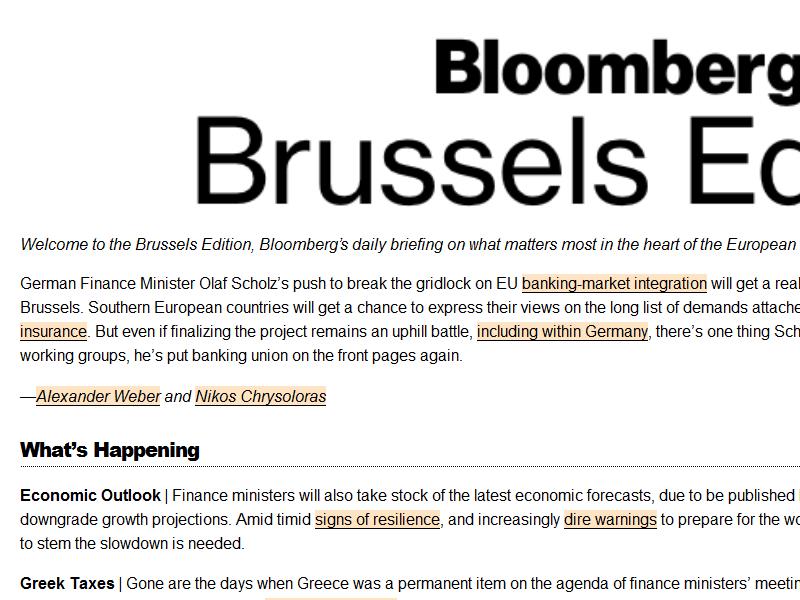 Bloomberg
Brussels
Welcome to the Brussels Edition, Bloomberg’s daily briefing on what matters most in the heart of the European
German Finance Minister Olaf Scholz’s push to break the gridlock on EU banking-market integration will get a real
Brussels. Southern European countries will get a chance to express their views on the long list of demands
insurance. But even if finalizing the project remains an uphill battle, including within Germany, there’s one thing
working groups, he’s put banking union on the front pages again.
—Alexander Weber and Nikos Chrysoloras
What’s Happening
Economic Outlook | Finance ministers will also take stock of the latest economic forecasts, due to be published
downgrade growth projections. Amid timid signs of resilience, and increasingly dire warnings to prepare for the
to stem the slowdown is needed.
Greek Taxes | Gone are the days when Greece was a permanent item on the agenda of finance ministers’